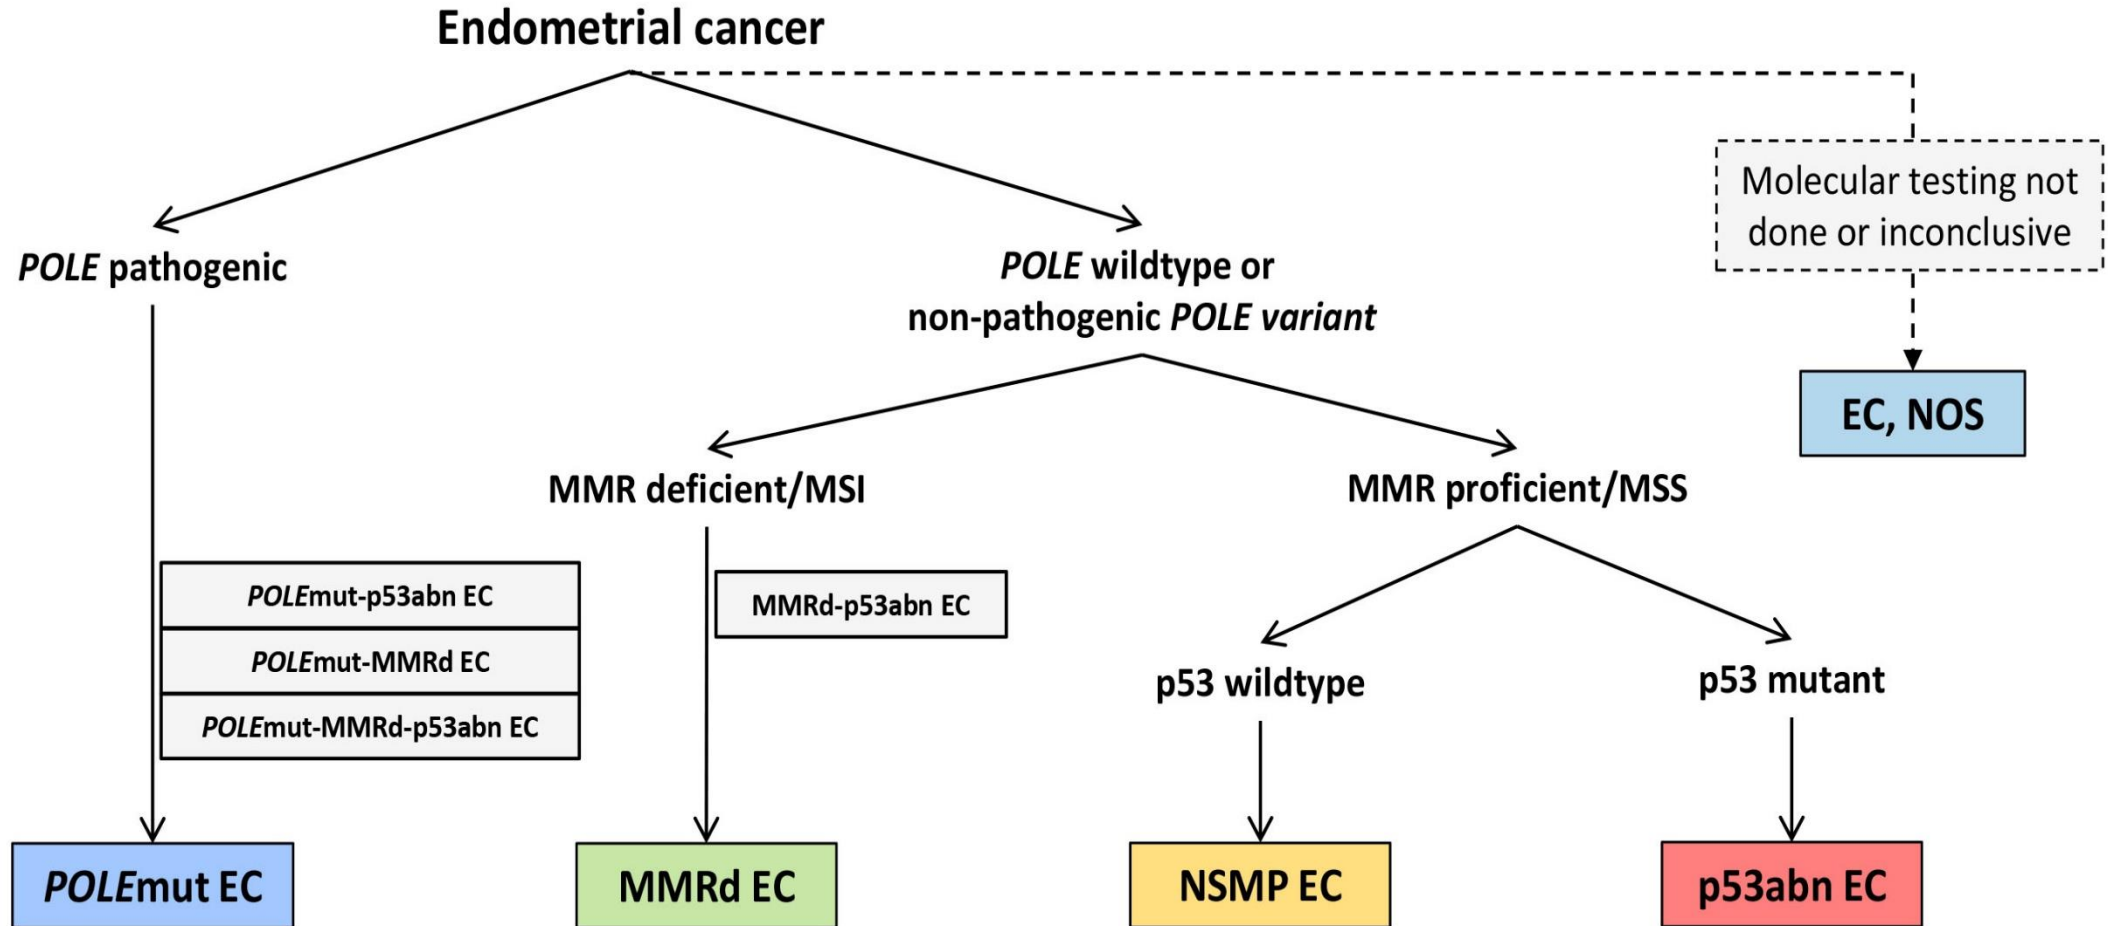 Endometrial cancer
Molecular testing not
done or inconclusive
POLE pathogenic
POLE wildtype or
non-pathogenic POLE variant
EC, NOS
MMR deficient/MSI
MMR proficient/MSS
POLEmut-p53abn EC
POLEmut-MMRd EC
POLEmut-MMRd-p53abn EC
MMRd-p53abn EC
p53 wildtype
p53 mutant
POLEmut EC
MMRd EC
NSMP EC
p53abn EC